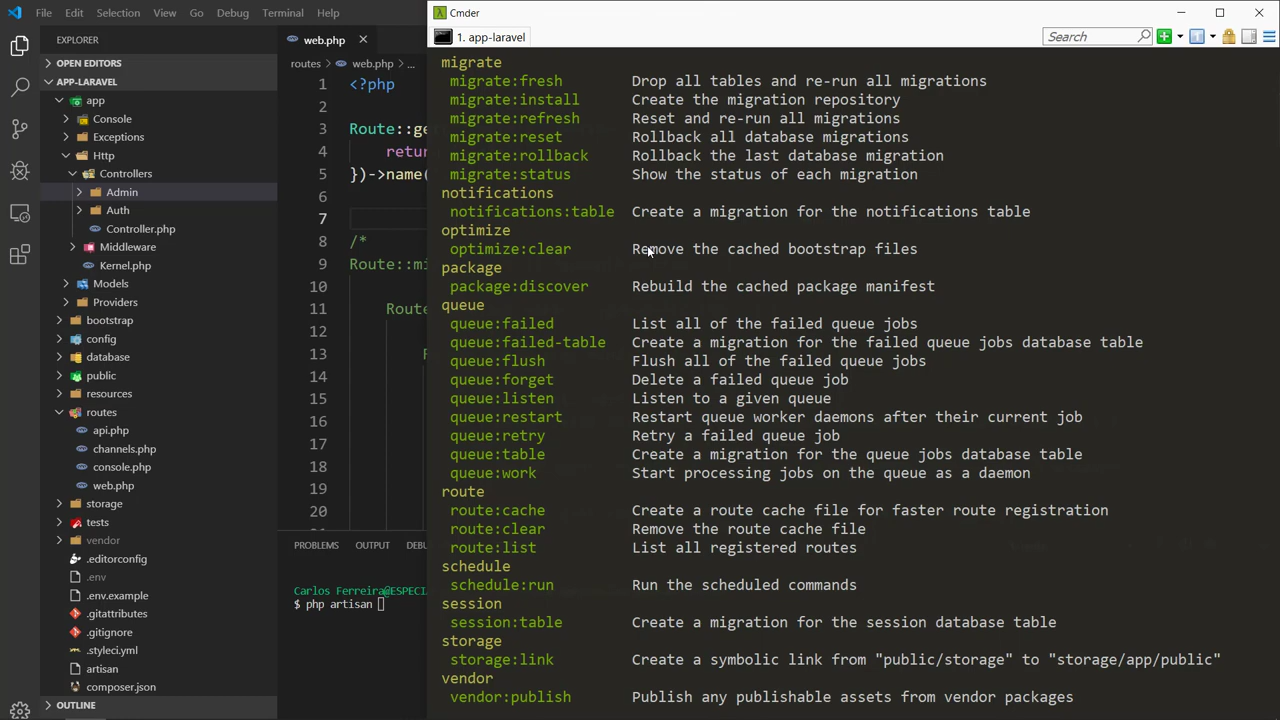 File Edit Selection View Go Debug Terminal Help
EXPLORER
OPEN EDITORS
APP-LARAVEL
app
Console
Exceptions
Http
Controllers
Admin
Auth
Controller.php
Middleware
Kernel.php
Models
Providers
bootstrap
config
database
public
resources
routes
api.php
channels.php
console.php
web.php
storage
tests
vendor
.editorconfig
.env
.env.example
.gitattributes
.gitignore
.styleci.yml
artisan
composer.json
OUTLINE
web.php
routes > web.php > ...
1 <?php
2
3 Route::ge
4 retur
5 })->name(
6
7
8 /*
9 Route::mi
10
11 Route
12
13 R
14
15
16
17
18
19
20
PROBLEMS OUTPUT DEBU
Carlos Ferreira@ESPECI
$ php artisan
Cmder
1. app-laravel
Search
migrate
migrate:fresh Drop all tables and re-run all migrations
migrate:install Create the migration repository
migrate:refresh Reset and re-run all migrations
migrate:reset Rollback all database migrations
migrate:rollback Rollback the last database migration
migrate:status Show the status of each migration
notifications
notifications:table Create a migration for the notifications table
optimize
optimize:clear Remove the cached bootstrap files
package
package:discover Rebuild the cached package manifest
queue
queue:failed List all of the failed queue jobs
queue:failed-table Create a migration for the failed queue jobs database table
queue:flush Flush all of the failed queue jobs
queue:forget Delete a failed queue job
queue:listen Listen to a given queue
queue:restart Restart queue worker daemons after their current job
queue:retry Retry a failed queue job
queue:table Create a migration for the queue jobs database table
queue:work Start processing jobs on the queue as a daemon
route
route:cache Create a route cache file for faster route registration
route:clear Remove the route cache file
route:list List all registered routes
schedule
schedule:run Run the scheduled commands
session
session:table Create a migration for the session database table
storage
storage:link Create a symbolic link from "public/storage" to "storage/app/public"
vendor
vendor:publish Publish any publishable assets from vendor packages